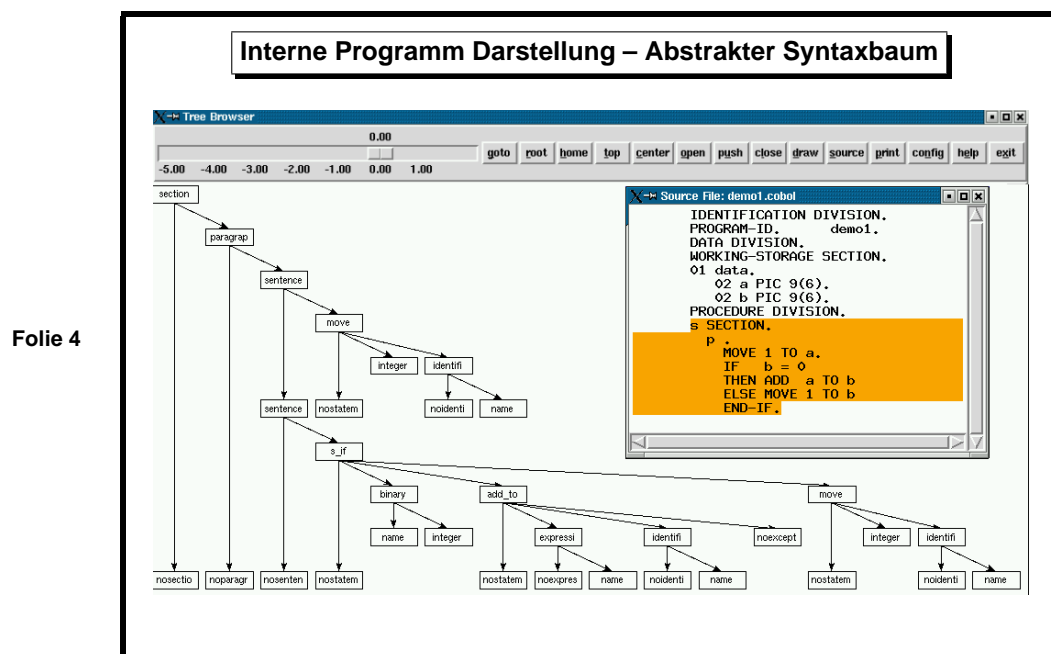 Interne Programm Darstellung – Abstrakter Syntaxbaum
Folie 4
Tree Browser
0.00
-5.00 -4.00 -3.00 -2.00 -1.00 0.00 1.00
goto root home top center open push close draw source print config help exit
Source File: demo1.cobol
IDENTIFICATION DIVISION.
PROGRAM-ID. demo1.
DATA DIVISION.
WORKING-STORAGE SECTION.
01 data.
02 a PIC 9(6).
02 b PIC 9(6).
PROCEDURE DIVISION.
s SECTION.
p .
MOVE 1 TO a.
IF b = 0
THEN ADD a TO b
ELSE MOVE 1 TO b
END-IF.
section
paragrap
sentence
move
integer identifi
sentence nostatem noidenti name
s_if
binary add_to move
name integer expressi identifi noexcept integer identifi
nosectio noparagr nosenten nostatem nostatem noexpres name noidenti name nostatem noidenti name